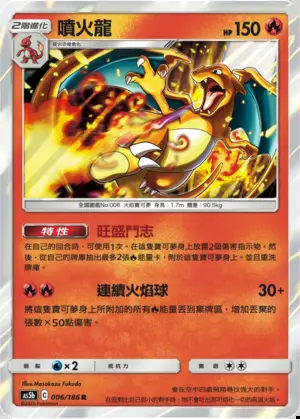 2階進化
噴火龍
HP 150
從火恐龍進化
全國圖鑑No.006 火焰寶可夢 身高：1.7m 體重：90.5kg
特性 旺盛鬥志
在自己的回合時，可使用1次。在這隻寶可夢身上放置2個傷害指示物。然
後，從自己的牌庫抽出最多2張能量卡，附於這隻寶可夢身上。並且重洗
牌庫。
連續火焰球 30+
將這隻寶可夢身上所附加的所有能量丟到棄牌區，增加丟棄的
張數×50點傷害。
弱點 ×2
抵抗力
撤退
Illus.Masakazu Fukuda
AS5b C 006/186 R